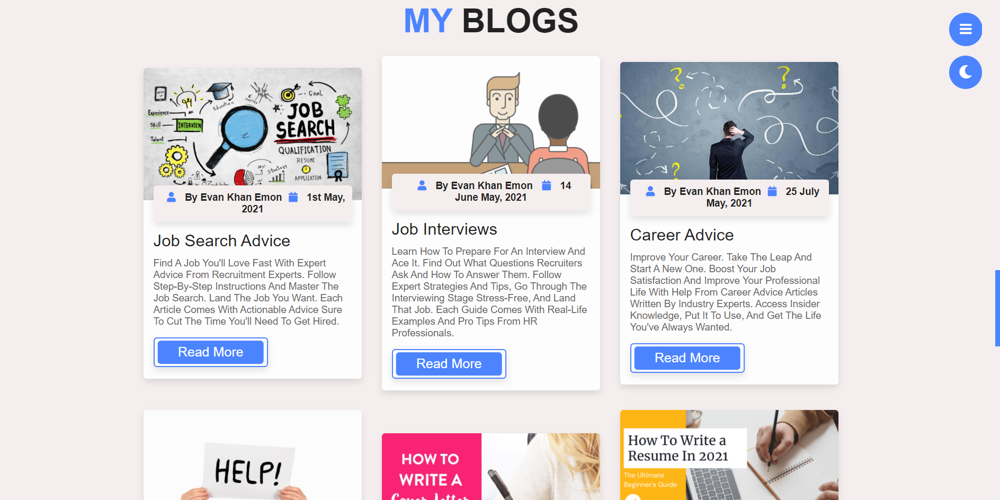 MY BLOGS
Experience
Skill
INTERVIEW
Talent
Education
TOGETHER
Goal
JOB
SEARCH
QUALIFICATION
RESUME
APPLICATION
Strategy
By Evan Khan Emon 1st May,
2021
Job Search Advice
Find A Job You'll Love Fast With Expert
Advice From Recruitment Experts. Follow
Step-By-Step Instructions And Master The
Job Search. Land The Job You Want. Each
Article Comes With Actionable Advice Sure
To Cut The Time You'll Need To Get Hired.
Read More
By Evan Khan Emon 14
June May, 2021
Job Interviews
Learn How To Prepare For An Interview And
Ace It. Find Out What Questions Recruiters
Ask And How To Answer Them. Follow
Expert Strategies And Tips, Go Through The
Interviewing Stage Stress-Free, And Land
That Job. Each Guide Comes With Real-Life
Examples And Pro Tips From HR
Professionals.
Read More
? ?
?
By Evan Khan Emon 25 July
May, 2021
Career Advice
Improve Your Career. Take The Leap And
Start A New One. Boost Your Job
Satisfaction And Improve Your Professional
Life With Help From Career Advice Articles
Written By Industry Experts. Access Insider
Knowledge, Put It To Use, And Get The Life
You've Always Wanted.
Read More
HELP!
HOW TO
WRITE A
Cover Letter
How To Write a
Resume In 2021
The Ultimate
Beginner's Guide